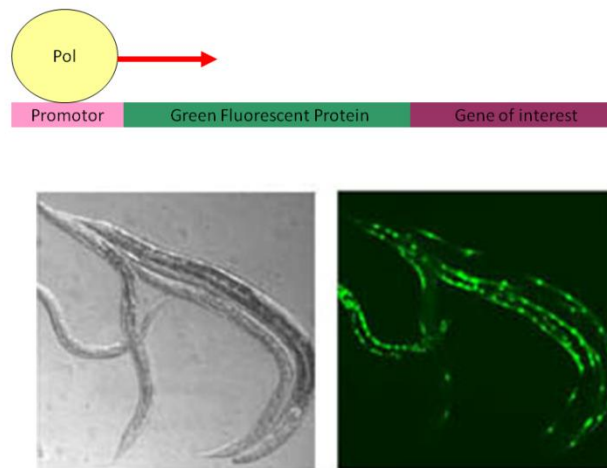 Pol
Promotor
Green Fluorescent Protein
Gene of interest